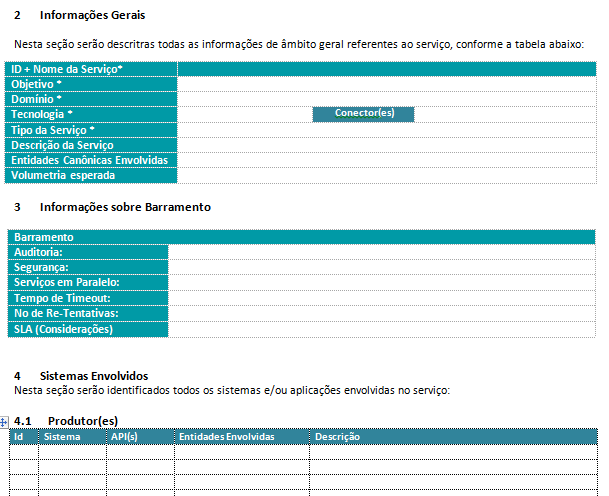 2 Informações Gerais
Nesta seção serão descritras todas as informações de âmbito geral referentes ao serviço, conforme a tabela abaixo:
ID + Nome da Serviço*
Objetivo *
Domínio *
Tecnologia * Conector(es)
Tipo da Serviço *
Descrição da Serviço
Entidades Canônicas Envolvidas
Volumetria esperada
3 Informações sobre Barramento
Barramento
Auditoria:
Segurança:
Serviços em Paralelo:
Tempo de Timeout:
No de Re-Tentativas:
SLA (Considerações)
4 Sistemas Envolvidos
Nesta seção serão identificados todos os sistemas e/ou aplicações envolvidas no serviço:
4.1 Produtor(es)
Id Sistema API(s) Entidades Envolvidas Descrição